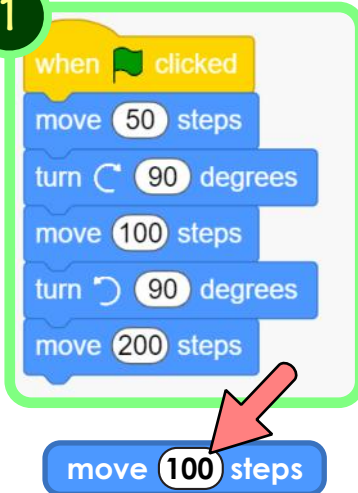 1
when clicked
move 50 steps
turn 90 degrees
move 100 steps
turn 90 degrees
move 200 steps
move 100 steps